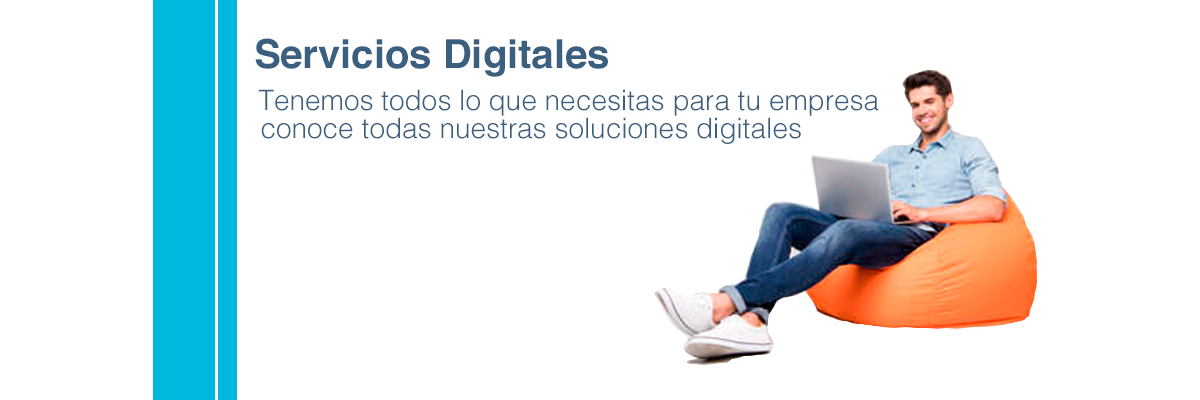 Servicios Digitales
Tenemos todos lo que necesitas para tu empresa
conoce todas nuestras soluciones digitales